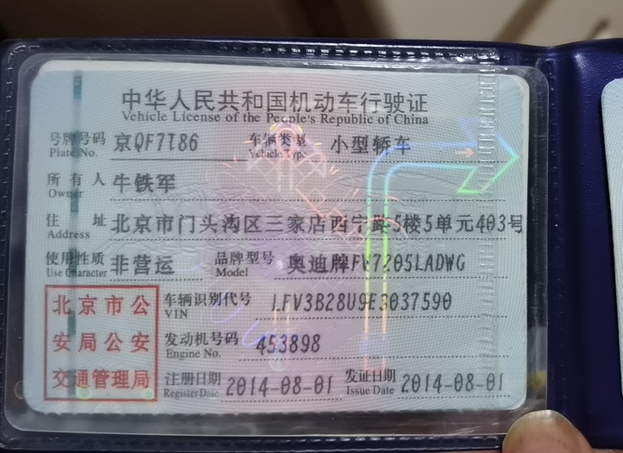 中华人民共和国机动车行驶证
Vehicle License of the People's Republic of China
号牌号码 京QF7T86 车辆类型 小型轿车
Plate No. Vehicle Type
所有人 牛铁军
Owner
住址 北京市门头沟区三家店西宁路5楼5单元403号
Address
使用性质 非营运 品牌型号 奥迪牌FV7205LADWG
Use Character Model
北京市公 车辆识别代号 LFV3B28U9E3037590
VIN
安局公安 发动机号码 453898
Engine No.
交通管理局 注册日期 2014-08-01 发证日期 2014-08-01
Register Date Issue Date